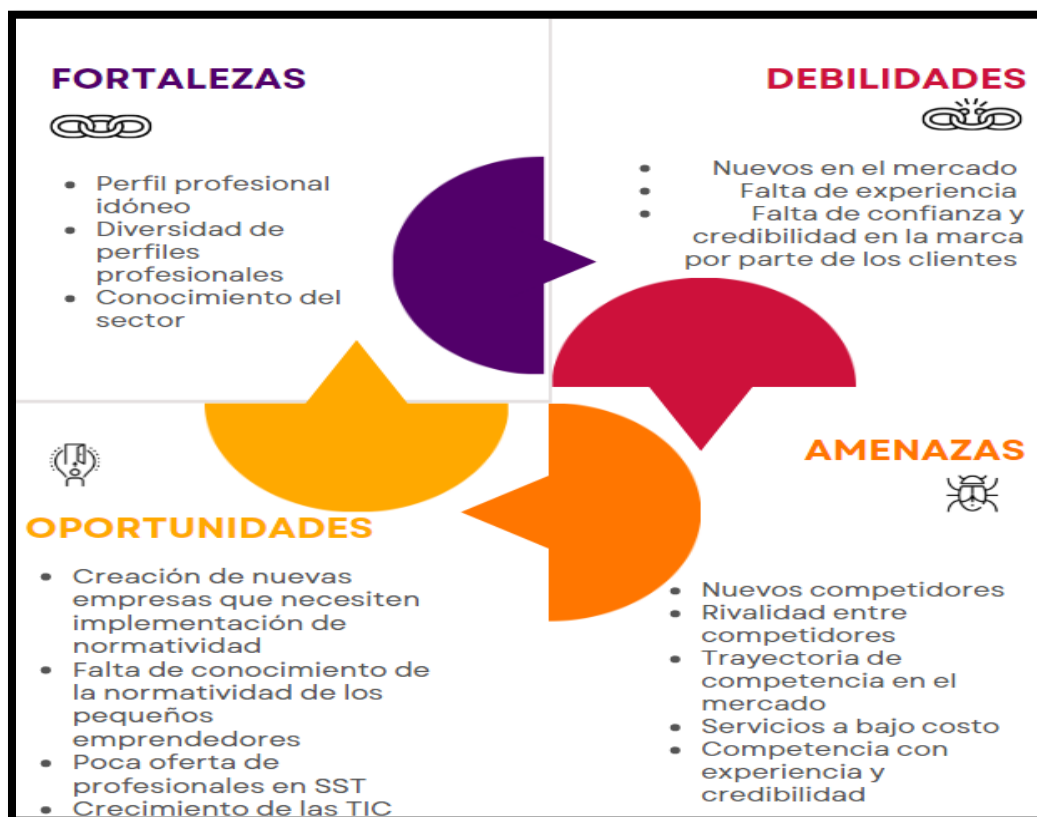 FORTALEZAS
• Perfil profesional
idóneo
• Diversidad de
perfiles
profesionales
• Conocimiento del
sector
DEBILIDADES
• Nuevos en el mercado
• Falta de experiencia
• Falta de confianza y
credibilidad en la marca
por parte de los clientes
OPORTUNIDADES
• Creación de nuevas
empresas que necesiten
implementación de
normatividad
• Falta de conocimiento de
la normatividad de los
pequeños
emprendedores
• Poca oferta de
profesionales en SST
• Crecimiento de las TIC
AMENAZAS
• Nuevos competidores
• Rivalidad entre
competidores
• Trayectoria de
competencia en el
mercado
• Servicios a bajo costo
• Competencia con
experiencia y
credibilidad